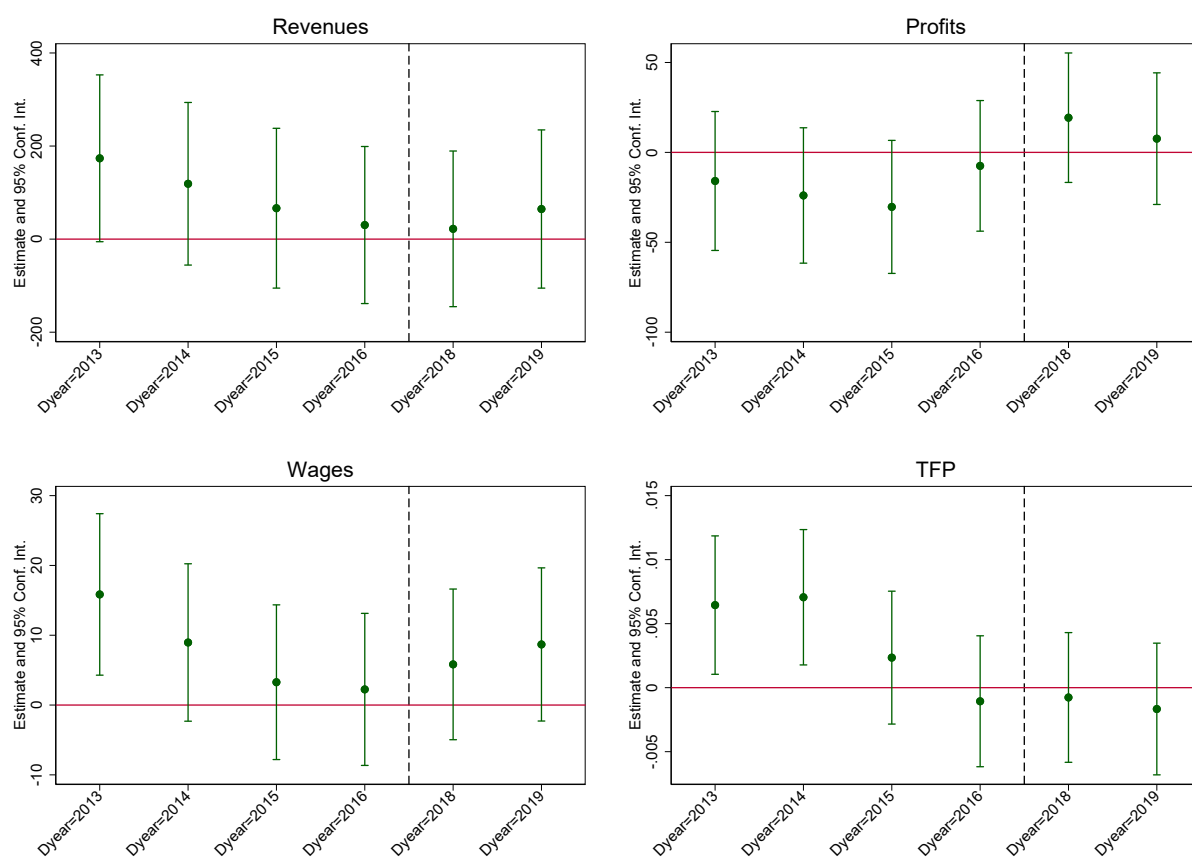 Revenues
Estimate and 95% Conf. Int.
400
200
0
-200
Dyear=2013
Dyear=2014
Dyear=2015
Dyear=2016
Dyear=2018
Dyear=2019
Profits
Estimate and 95% Conf. Int.
50
0
-50
-100
Dyear=2013
Dyear=2014
Dyear=2015
Dyear=2016
Dyear=2018
Dyear=2019
Wages
Estimate and 95% Conf. Int.
30
20
10
0
-10
Dyear=2013
Dyear=2014
Dyear=2015
Dyear=2016
Dyear=2018
Dyear=2019
TFP
Estimate and 95% Conf. Int.
.015
.01
.005
0
-.005
Dyear=2013
Dyear=2014
Dyear=2015
Dyear=2016
Dyear=2018
Dyear=2019